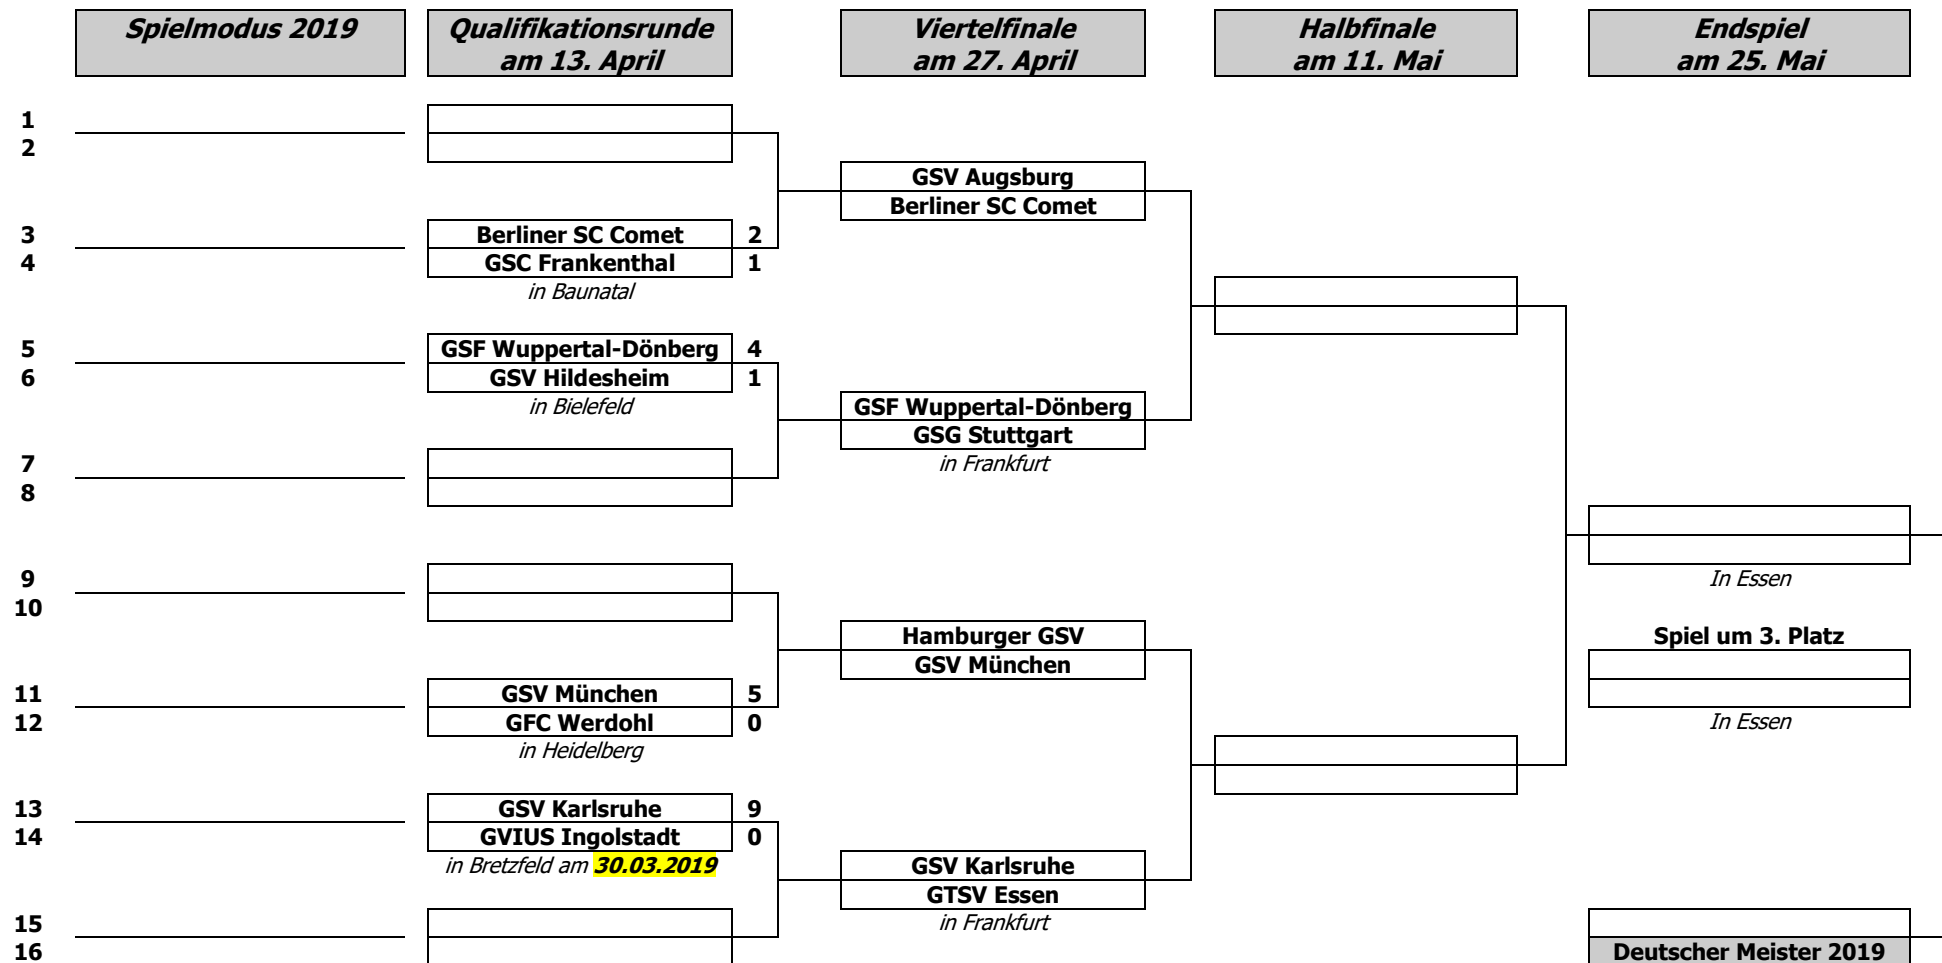 Spielmodus 2019
Qualifikationsrunde
am 13. April
Viertelfinale
am 27. April
Halbfinale
am 11. Mai
Endspiel
am 25. Mai
1
2
GSV Augsburg
Berliner SC Comet
3 Berliner SC Comet 2
4 GSC Frankenthal 1
in Baunatal
5 GSF Wuppertal-Dönberg 4
6 GSV Hildesheim 1
in Bielefeld
GSF Wuppertal-Dönberg
GSG Stuttgart
in Frankfurt
7
8
9
10
In Essen
Hamburger GSV
GSV München
Spiel um 3. Platz
In Essen
11 GSV München 5
12 GFC Werdohl 0
in Heidelberg
13 GSV Karlsruhe 9
14 GVIUS Ingolstadt 0
in Bretzfeld am 30.03.2019
GSV Karlsruhe
GTSV Essen
in Frankfurt
15
16
Deutscher Meister 2019